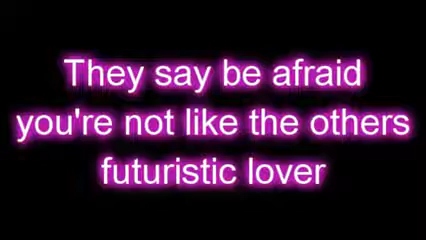 They say be afraid
you're not like the others
futuristic lover